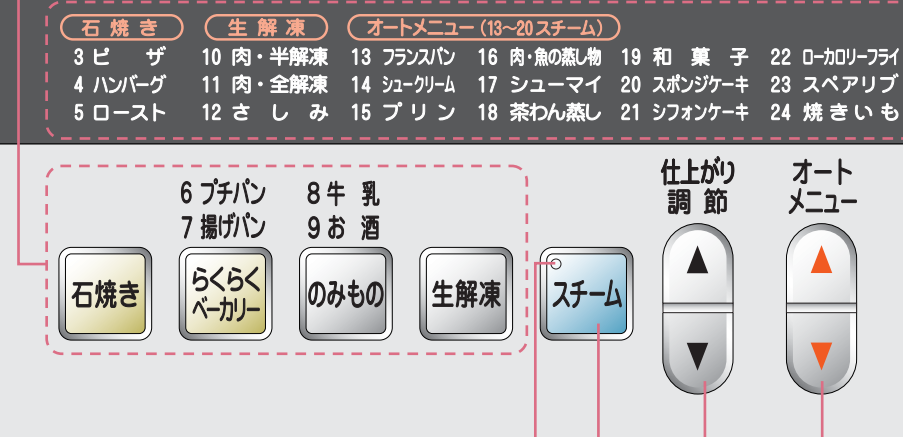 石焼き 生解凍 オートメニュー(13〜20スチーム)
3 ピザ 10 肉・半解凍 13 フランスパン 16 肉・魚の蒸し物 19 和菓子 22 ローカロリーフライ
4 ハンバーグ 11 肉・全解凍 14 シュークリーム 17 シューマイ 20 スポンジケーキ 23 スペアリブ
5 ロースト 12 さしみ 15 プリン 18 茶わん蒸し 21 シフォンケーキ 24 焼きいも
仕上がり オート
調節 メニュー
6 プチパン 8 牛乳
7 揚げパン 9 お酒
石焼き らくらく のみもの 生解凍 スチーム
ベーカリー